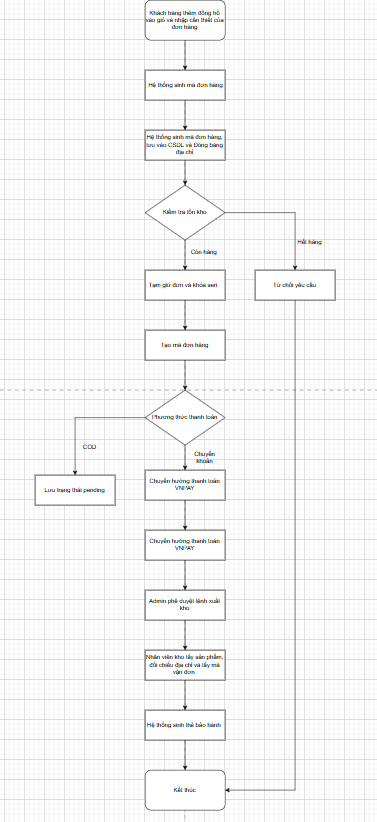 Khách hàng thêm đồng hồ
vào giỏ và nhập cần thiết của
đơn hàng
Hệ thống sinh mã đơn hàng
Hệ thống sinh mã đơn hàng,
lưu vào CSDL và Đóng băng
địa chỉ
Kiểm tra tồn kho
Hết hàng
Còn hàng
Tạm giữ đơn và khóa seri
Từ chối yêu cầu
Tạo mã đơn hàng
Phương thức thanh toán
COD
Chuyển
khoản
Lưu trạng thái pending
Chuyển hướng thanh toán
VNPAY
Chuyển hướng thanh toán
VNPAY
Admin phê duyệt lệnh xuất
kho
Nhân viên kho lấy sản phẩm,
đối chiếu địa chỉ và lấy mã
vận đơn
Hệ thống sinh thẻ bảo hành
Kết thúc